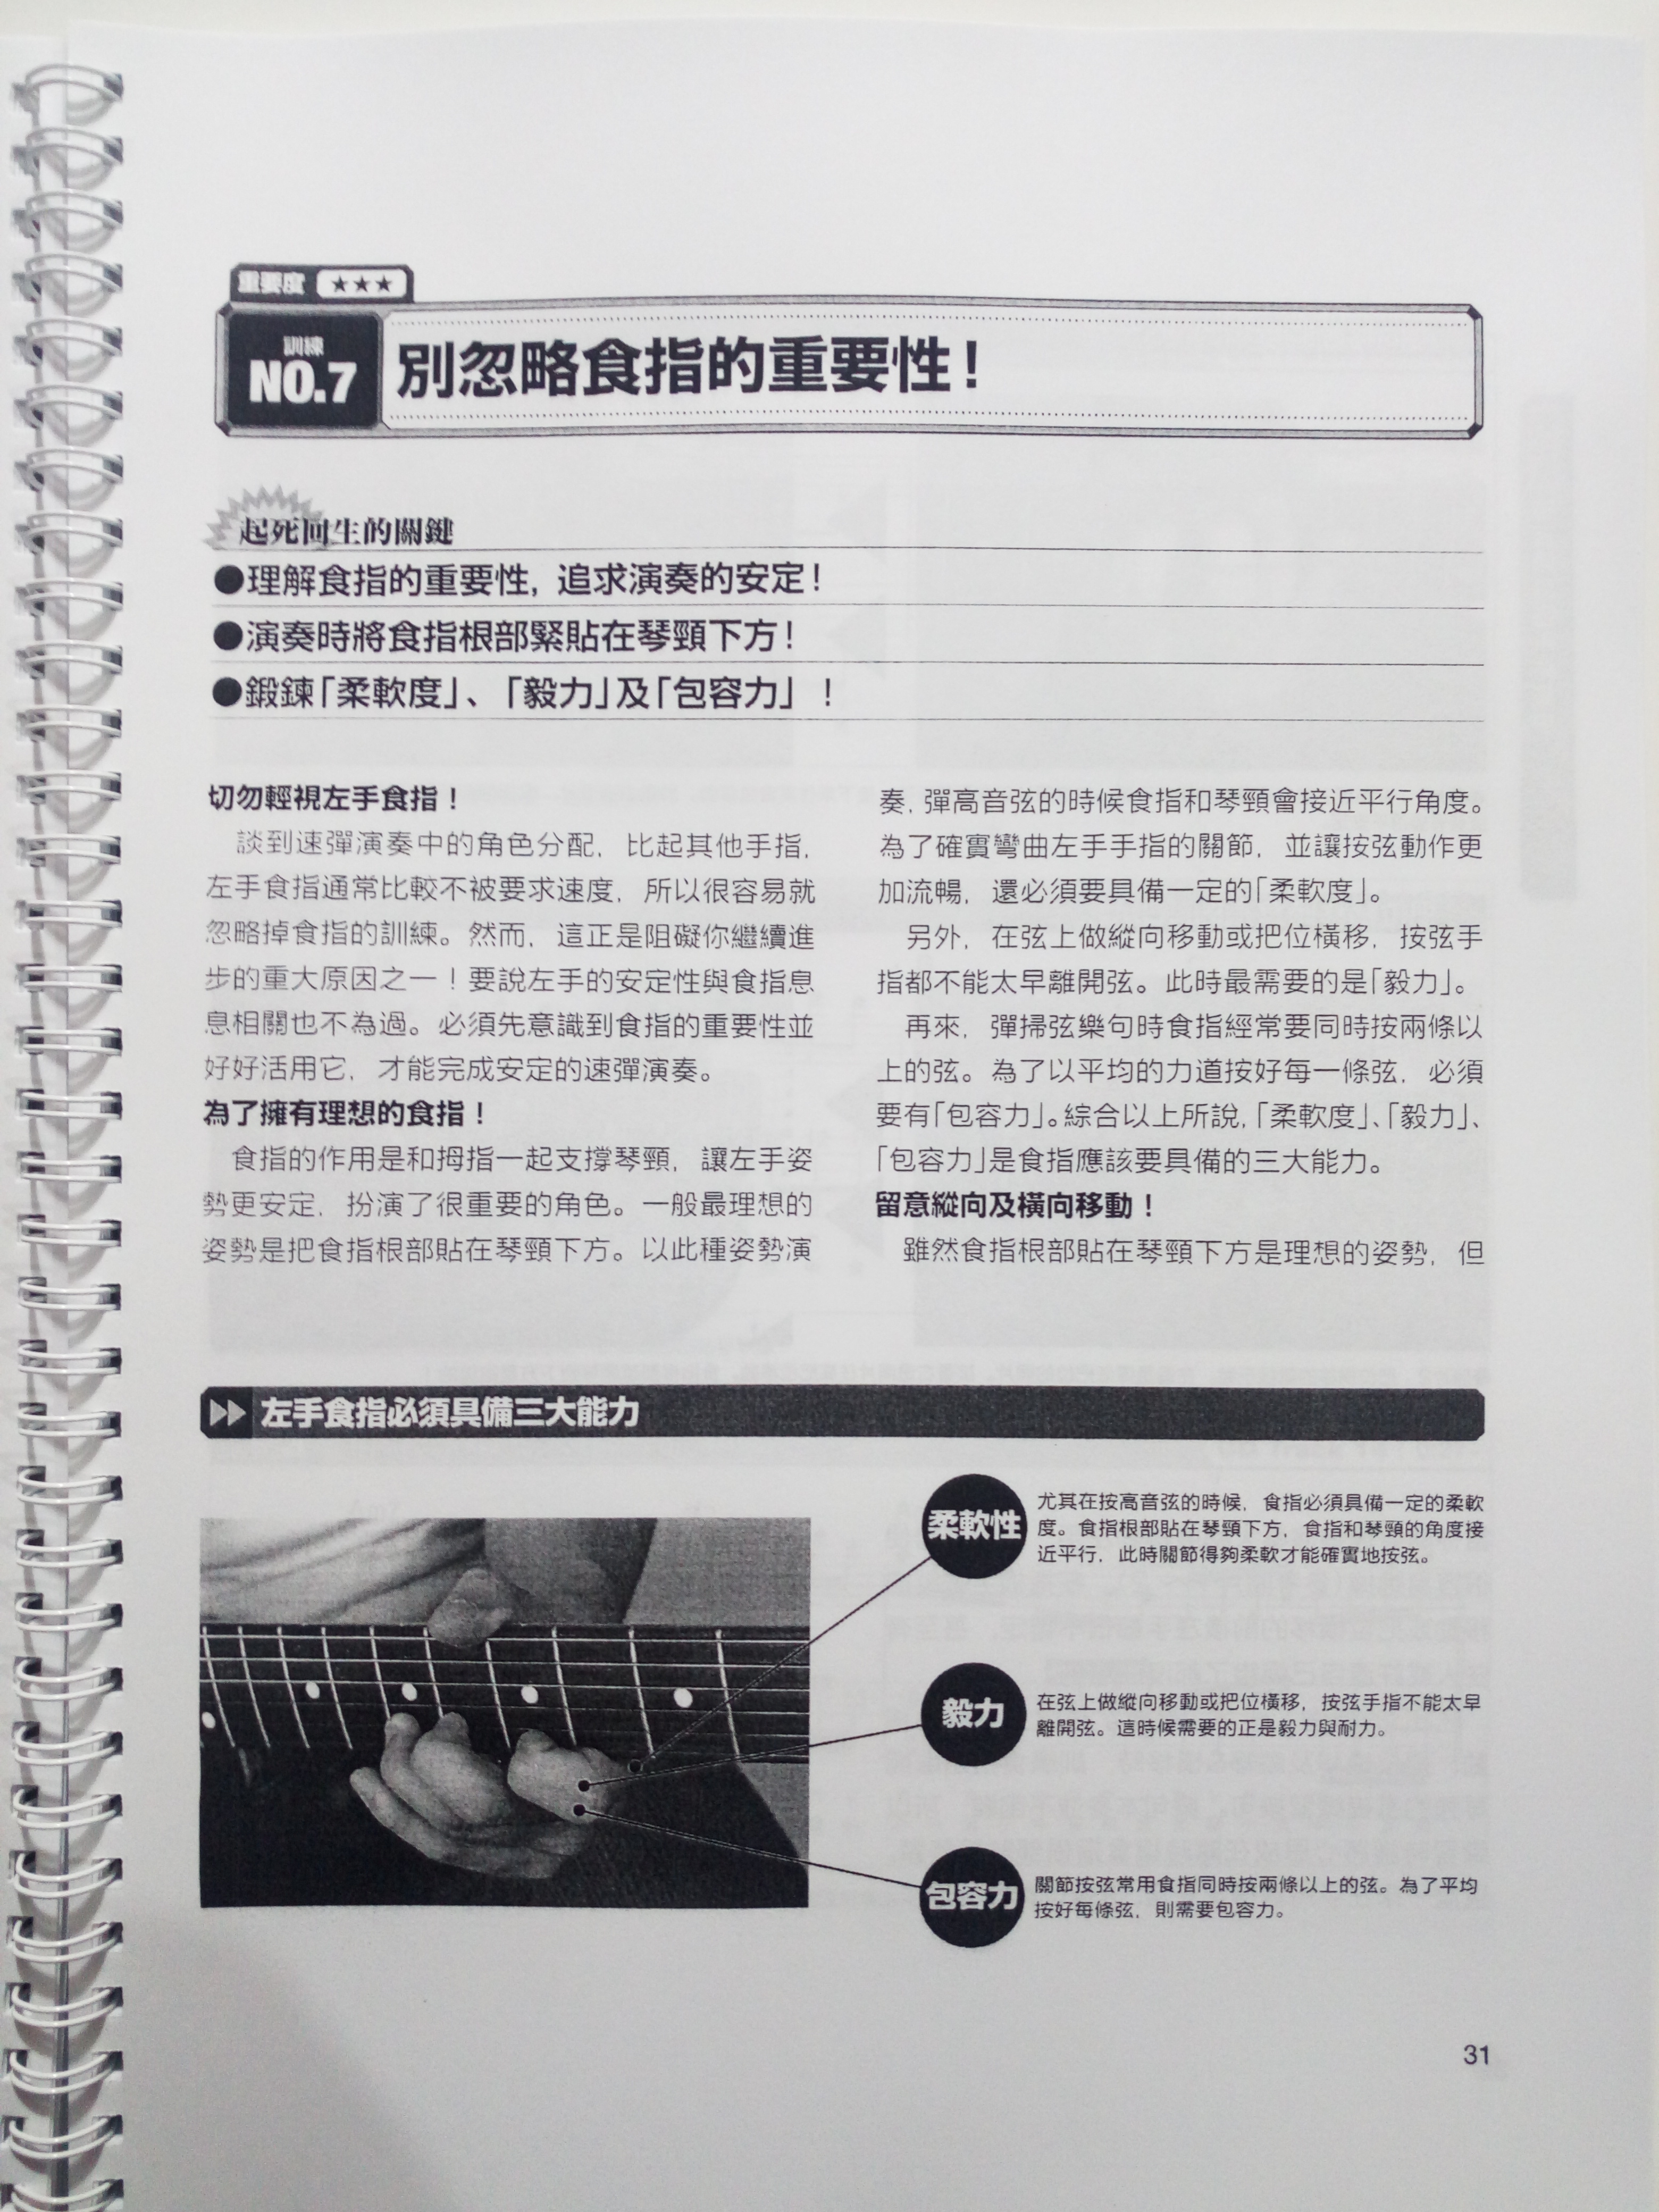 重要度 ★★★
訓練
NO.7
別忽略食指的重要性！
起死回生的關鍵
●理解食指的重要性，追求演奏的安定！
●演奏時將食指根部緊貼在琴頸下方！
●鍛鍊「柔軟度」、「毅力」及「包容力」！
切勿輕視左手食指！
談到速彈演奏中的角色分配，比起其他手指，
左手食指通常比較不被要求速度，所以很容易就
忽略掉食指的訓練。然而，這正是阻礙你繼續進
步的重大原因之一！要說左手的安定性與食指息
息相關也不為過。必須先意識到食指的重要性並
好好活用它，才能完成安定的速彈演奏。
為了擁有理想的食指！
食指的作用是和拇指一起支撐琴頸，讓左手姿
勢更安定，扮演了很重要的角色。一般最理想的
姿勢是把食指根部貼在琴頸下方。以此種姿勢演
奏，彈高音弦的時候食指和琴頸會接近平行角度。
為了確實彎曲左手手指的關節，並讓按弦動作更
加流暢，還必須要具備一定的「柔軟度」。
另外，在弦上做縱向移動或把位橫移，按弦手
指都不能太早離開弦。此時最需要的是「毅力」。
再來，彈掃弦樂句時食指經常要同時按兩條以
上的弦。為了以平均的力道按好每一條弦，必須
要有「包容力」。綜合以上所說，「柔軟度」、「毅力」、
「包容力」是食指應該要具備的三大能力。
留意縱向及橫向移動！
雖然食指根部貼在琴頸下方是理想的姿勢，但
左手食指必須具備三大能力
柔軟性
尤其在按高音弦的時候，食指必須具備一定的柔軟
度。食指根部貼在琴頸下方，食指和琴頸的角度接
近平行，此時關節得夠柔軟才能確實地按弦。
毅力
在弦上做縱向移動或把位橫移，按弦手指不能太早
離開弦。這時候需要的正是毅力與耐力。
包容力
關節按弦常用食指同時按兩條以上的弦。為了平均
按好每條弦，則需要包容力。
31